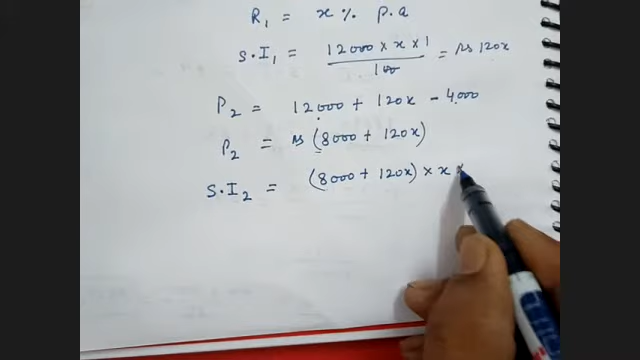 R₁ = x % p.a
S.I₁ = 12000 × x × 1 / 100 = Rs 120x
P₂ = 12000 + 120x - 4000
P₂ = Rs (8000 + 120x)
S.I₂ = (8000 + 120x) × x ×